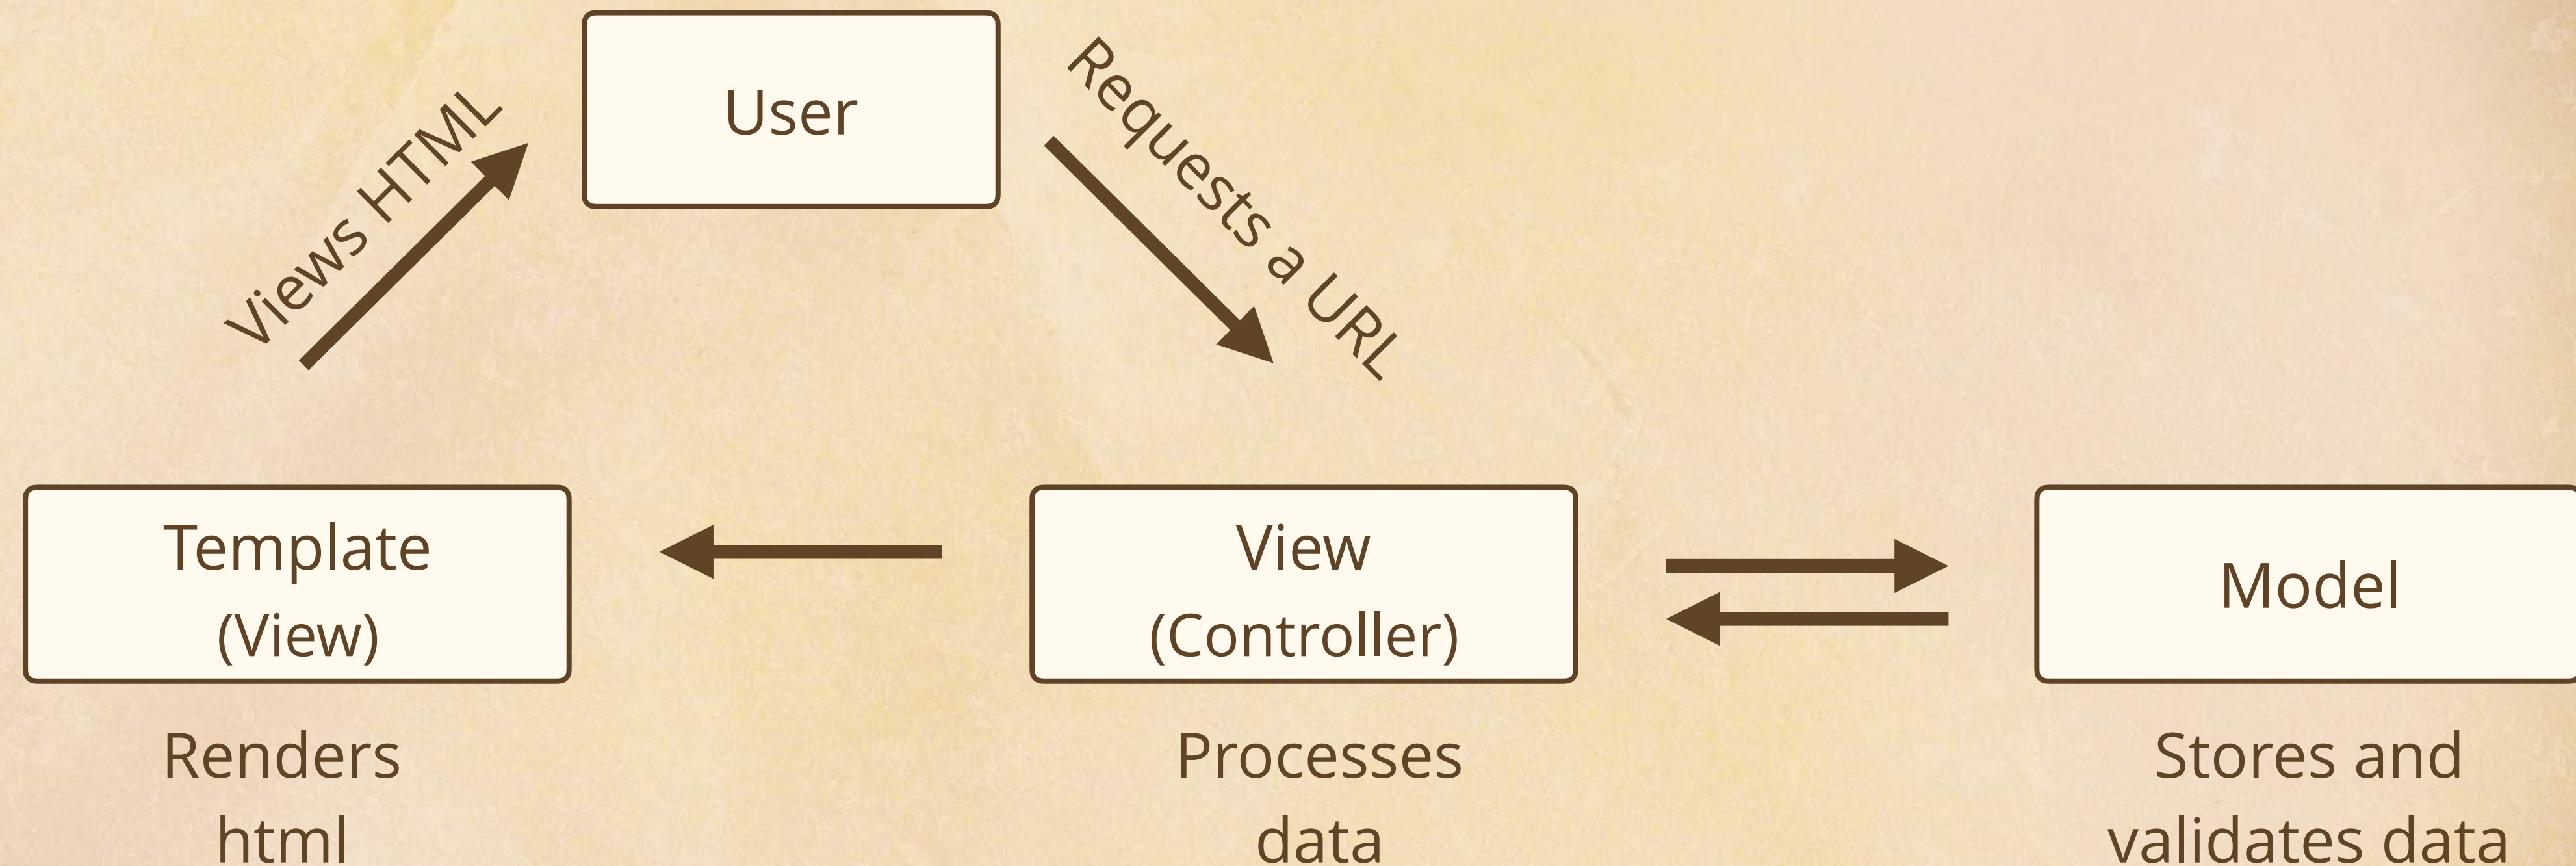 User
Views HTML
Requests a URL
Template
(View)
View
(Controller)
Model
Renders
html
Processes
data
Stores and
validates data